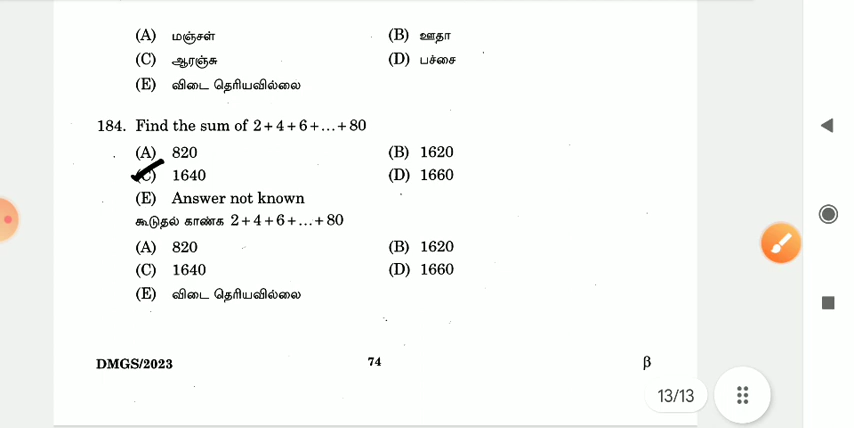 (A) மஞ்சள் (B) ஊதா
(C) ஆரஞ்சு (D) பச்சை
(E) விடை தெரியவில்லை
184. Find the sum of 2+4+6+...+80
(A) 820 (B) 1620
(C) 1640 (D) 1660
(E) Answer not known
கூடுதல் காண்க 2+4+6+...+80
(A) 820 (B) 1620
(C) 1640 (D) 1660
(E) விடை தெரியவில்லை
DMGS/2023 74 β
13/13